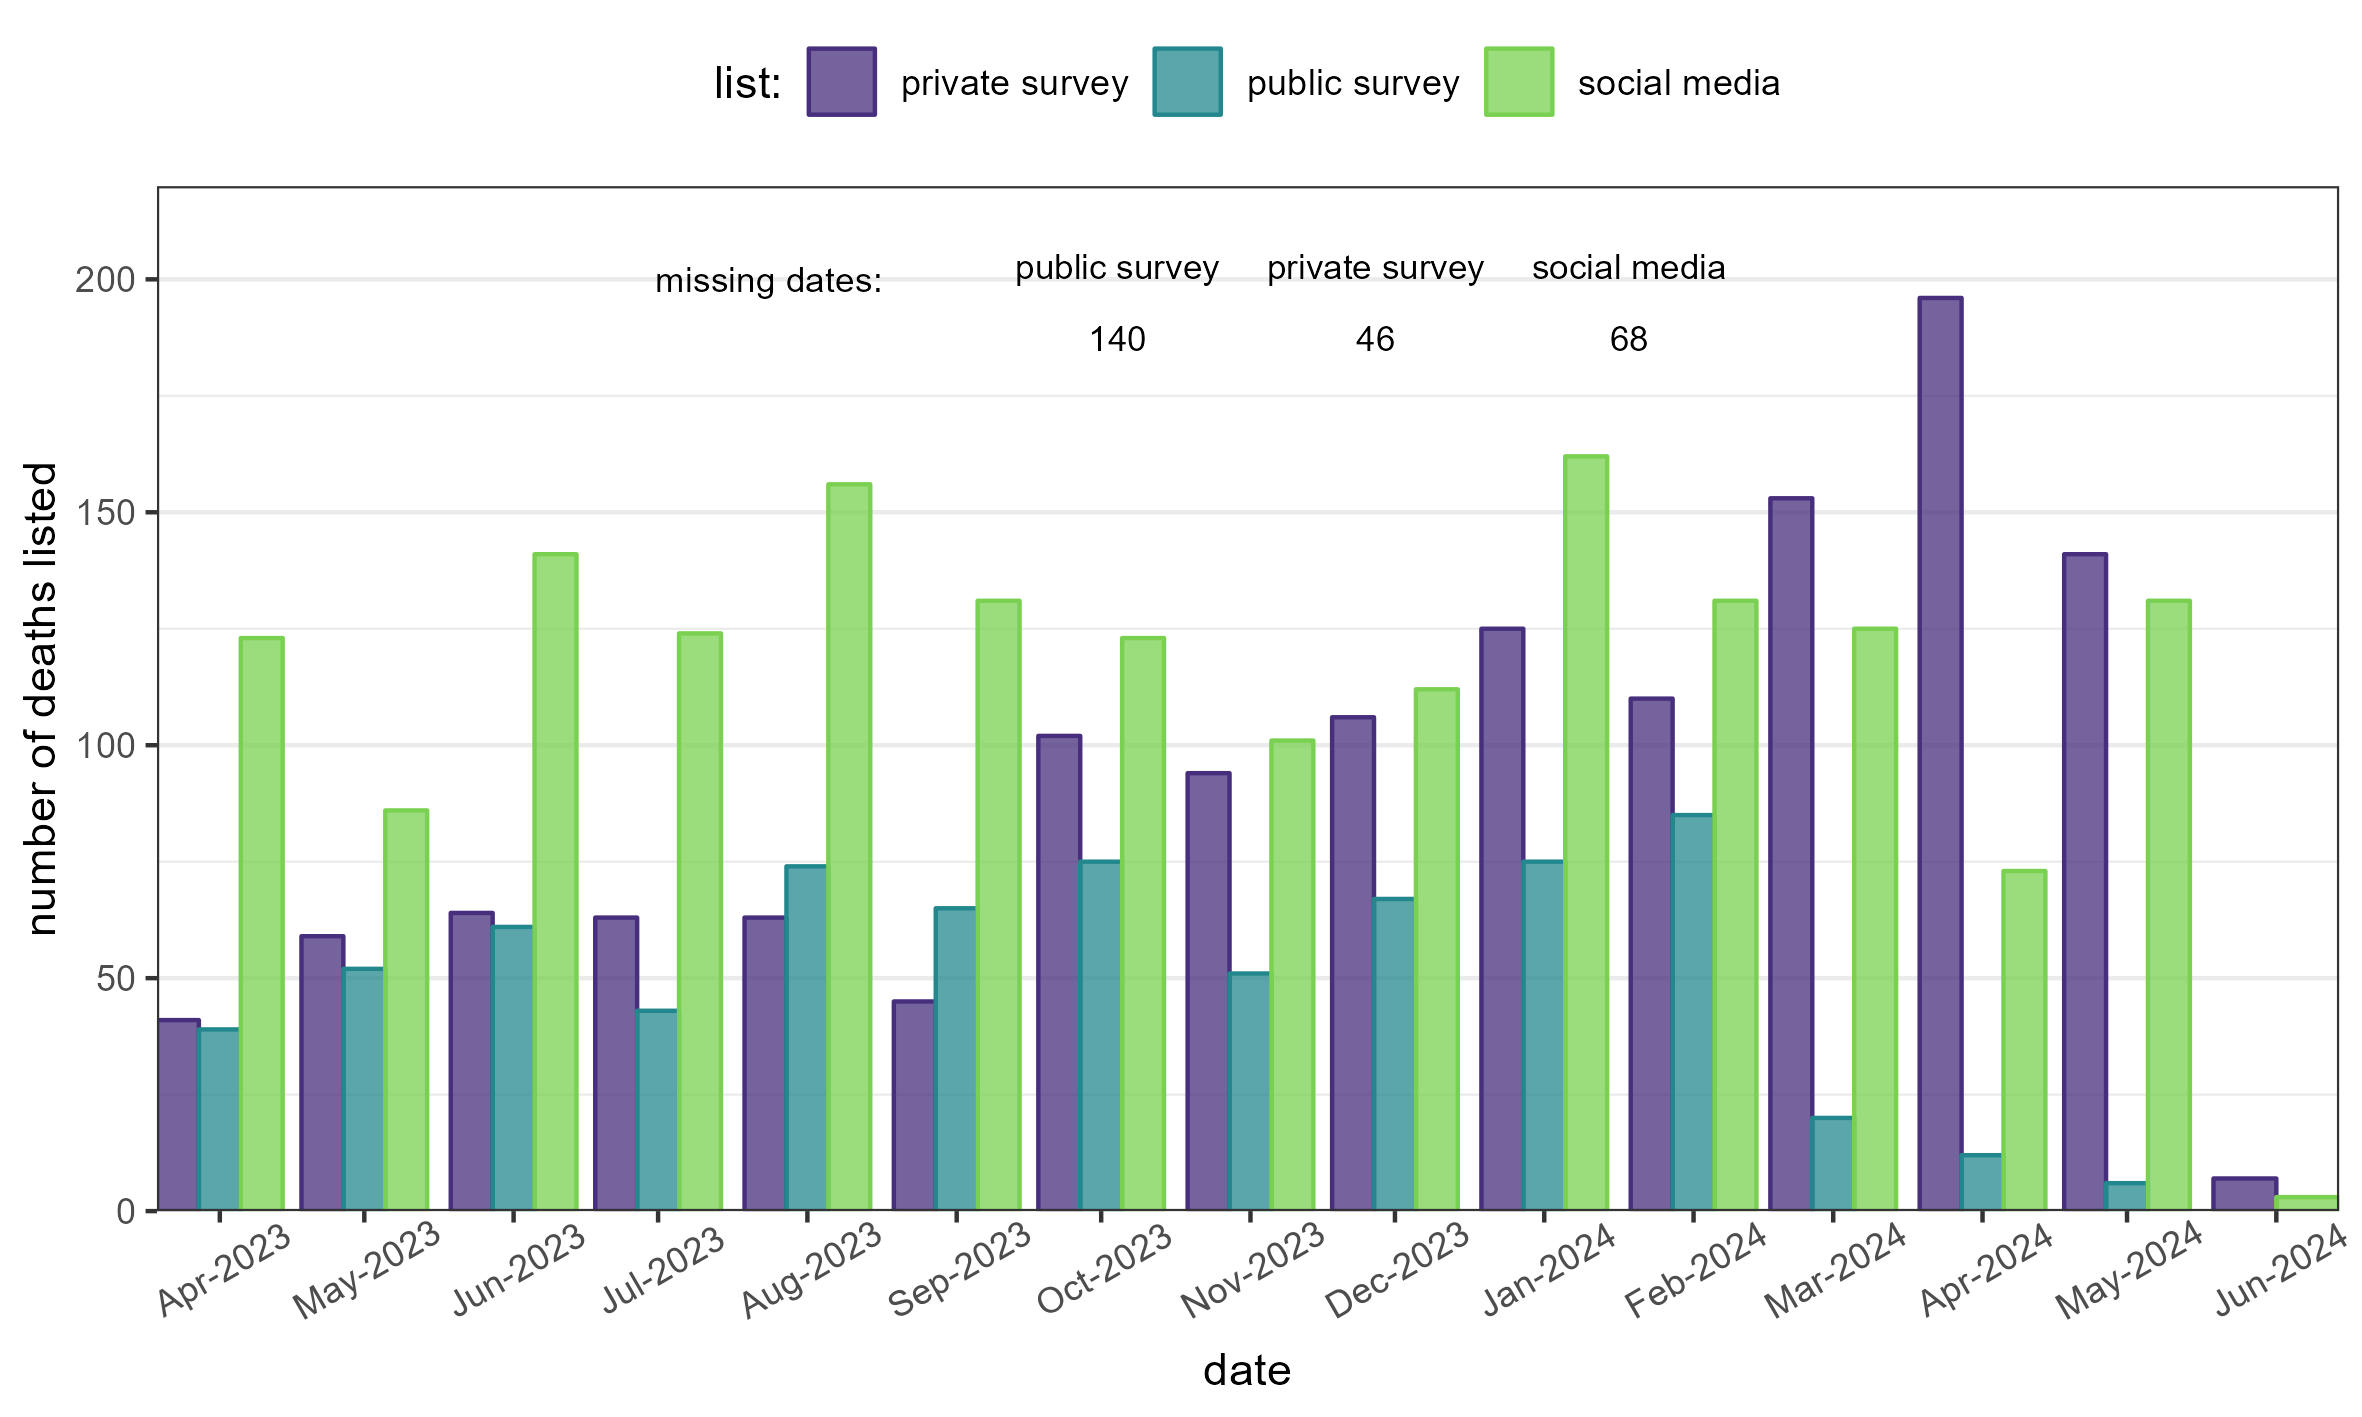 list: private survey public survey social media
number of deaths listed
missing dates: public survey private survey social media
140 46 68
200
150
100
50
0
Apr-2023 May-2023 Jun-2023 Jul-2023 Aug-2023 Sep-2023 Oct-2023 Nov-2023 Dec-2023 Jan-2024 Feb-2024 Mar-2024 Apr-2024 May-2024 Jun-2024
date